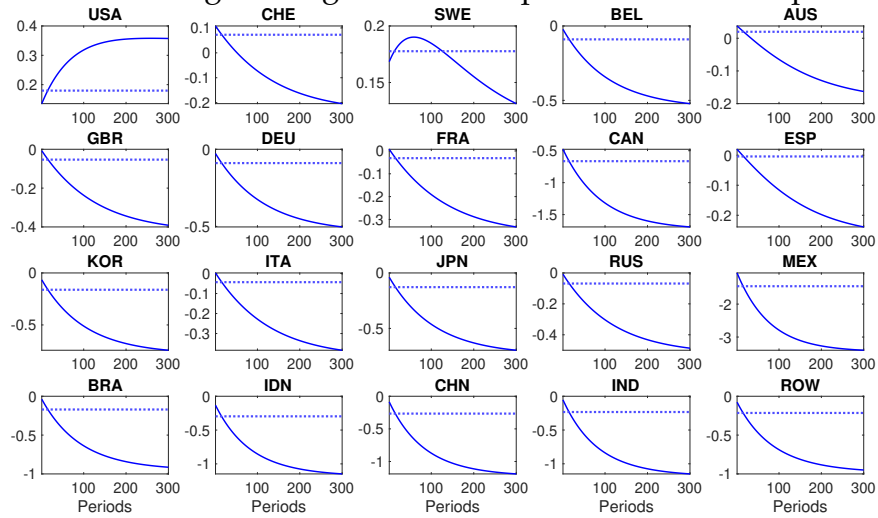 USA
0.4
0.3
0.2
100 200 300
CHE
0.1
0
-0.1
-0.2
100 200 300
SWE
0.2
0.15
100 200 300
BEL
0
-0.5
100 200 300
AUS
0
-0.1
-0.2
100 200 300
GBR
0
-0.2
-0.4
100 200 300
DEU
0
-0.5
100 200 300
FRA
0
-0.1
-0.2
-0.3
100 200 300
CAN
-0.5
-1
-1.5
100 200 300
ESP
0
-0.1
-0.2
100 200 300
KOR
0
-0.5
100 200 300
ITA
0
-0.1
-0.2
-0.3
100 200 300
JPN
0
-0.5
100 200 300
RUS
0
-0.2
-0.4
100 200 300
MEX
-2
-3
100 200 300
BRA
0
-0.5
-1
100 200 300
Periods
IDN
0
-0.5
-1
100 200 300
Periods
CHN
0
-0.5
-1
100 200 300
Periods
IND
0
-0.5
-1
100 200 300
Periods
ROW
0
-0.5
-1
100 200 300
Periods